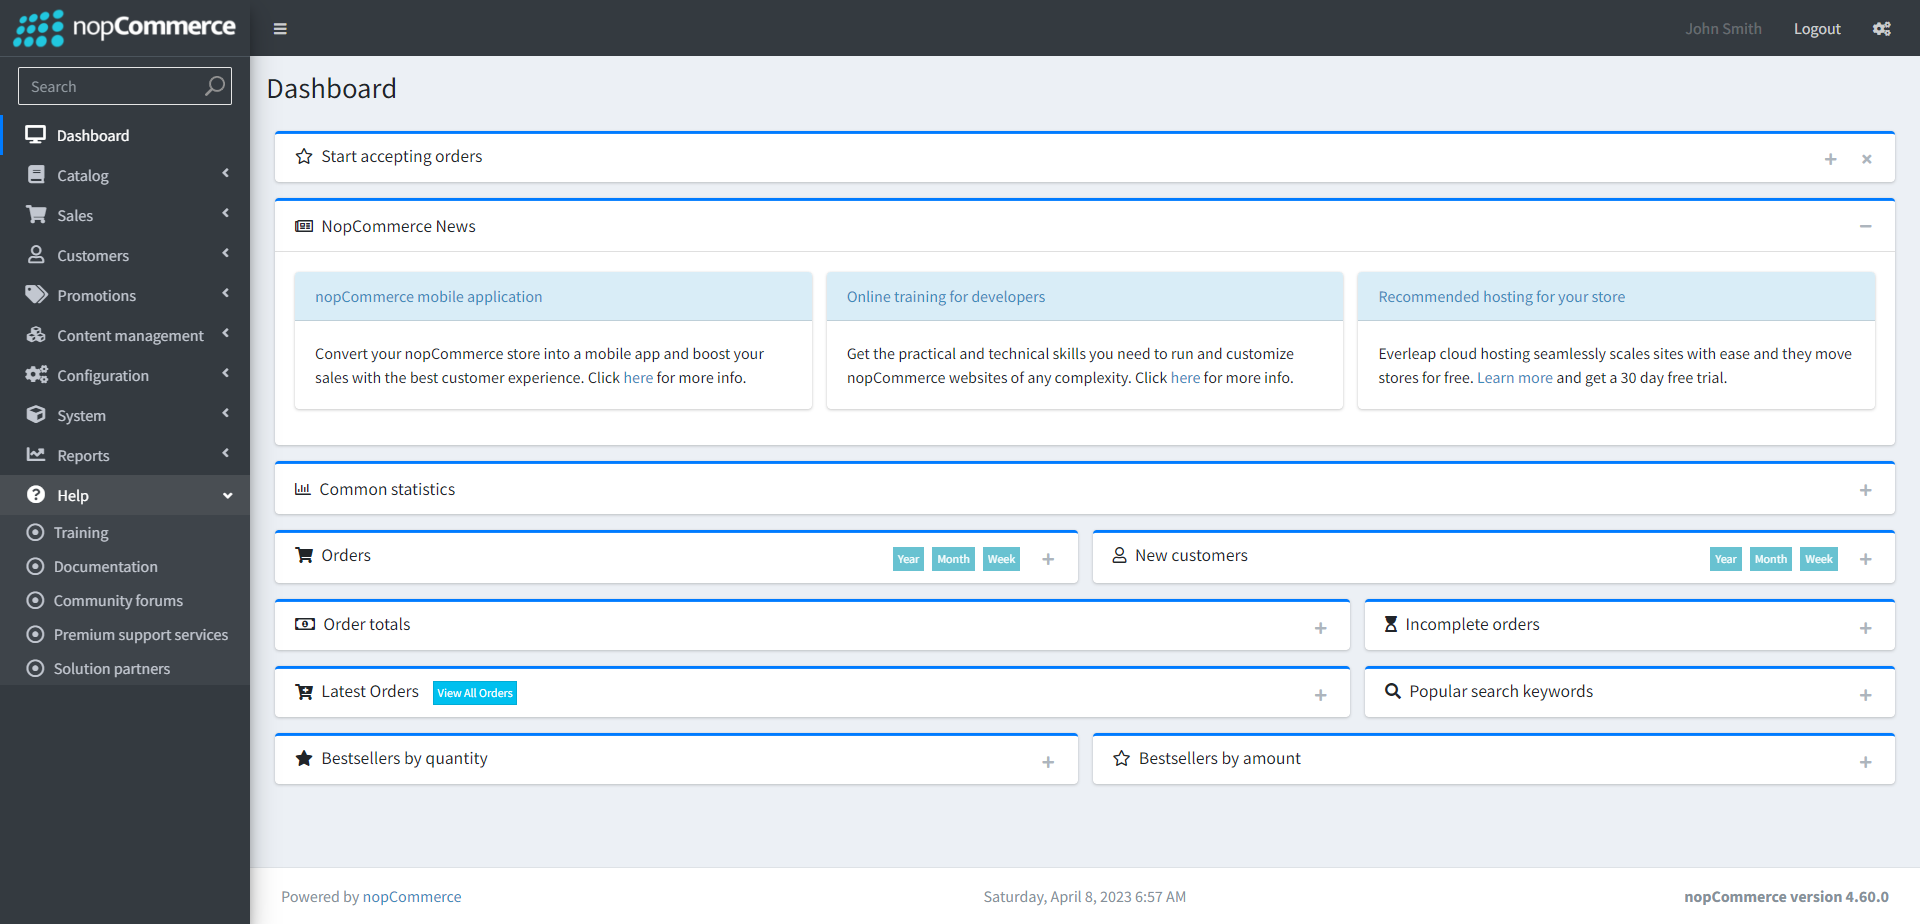 nopCommerce
John Smith
Logout
Search
Dashboard
Catalog
Sales
Customers
Promotions
Content management
Configuration
System
Reports
Help
Training
Documentation
Community forums
Premium support services
Solution partners
Dashboard
Start accepting orders
NopCommerce News
nopCommerce mobile application
Convert your nopCommerce store into a mobile app and boost your
sales with the best customer experience. Click here for more info.
Online training for developers
Get the practical and technical skills you need to run and customize
nopCommerce websites of any complexity. Click here for more info.
Recommended hosting for your store
Everleap cloud hosting seamlessly scales sites with ease and they move
stores for free. Learn more and get a 30 day free trial.
Common statistics
Orders
Year
Month
Week
New customers
Year
Month
Week
Order totals
Incomplete orders
Latest Orders
View All Orders
Popular search keywords
Bestsellers by quantity
Bestsellers by amount
Powered by nopCommerce
Saturday, April 8, 2023 6:57 AM
nopCommerce version 4.60.0